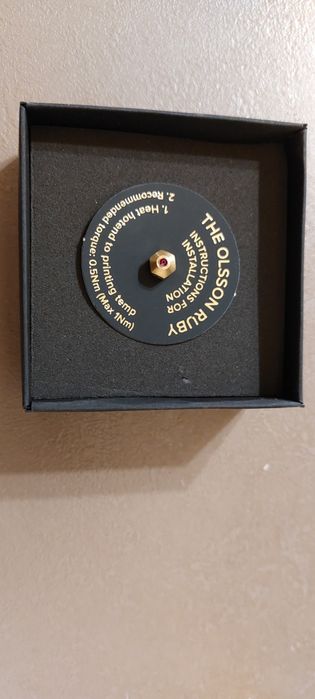 THE OLSSON RUBY
INSTRUCTIONS FOR
INSTALLATION
1. Heat hotend to printing temp
2. Recommended torque: 0.5Nm (Max 1Nm)